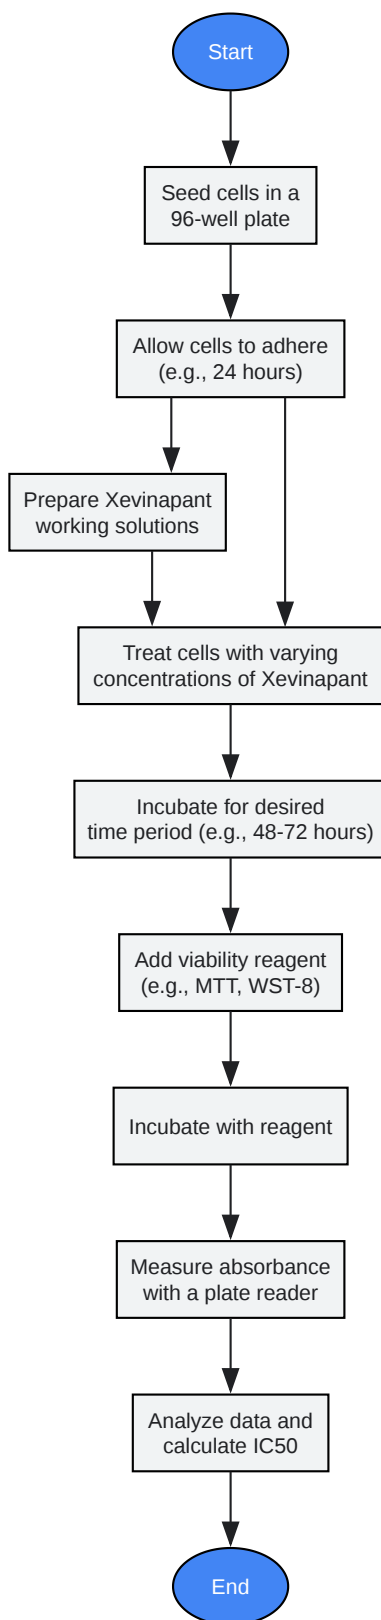 Start
Seed cells in a
96-well plate
Allow cells to adhere
(e.g., 24 hours)
Prepare Xevinapant
working solutions
Treat cells with varying
concentrations of Xevinapant
Incubate for desired
time period (e.g., 48-72 hours)
Add viability reagent
(e.g., MTT, WST-8)
Incubate with reagent
Measure absorbance
with a plate reader
Analyze data and
calculate IC50
End